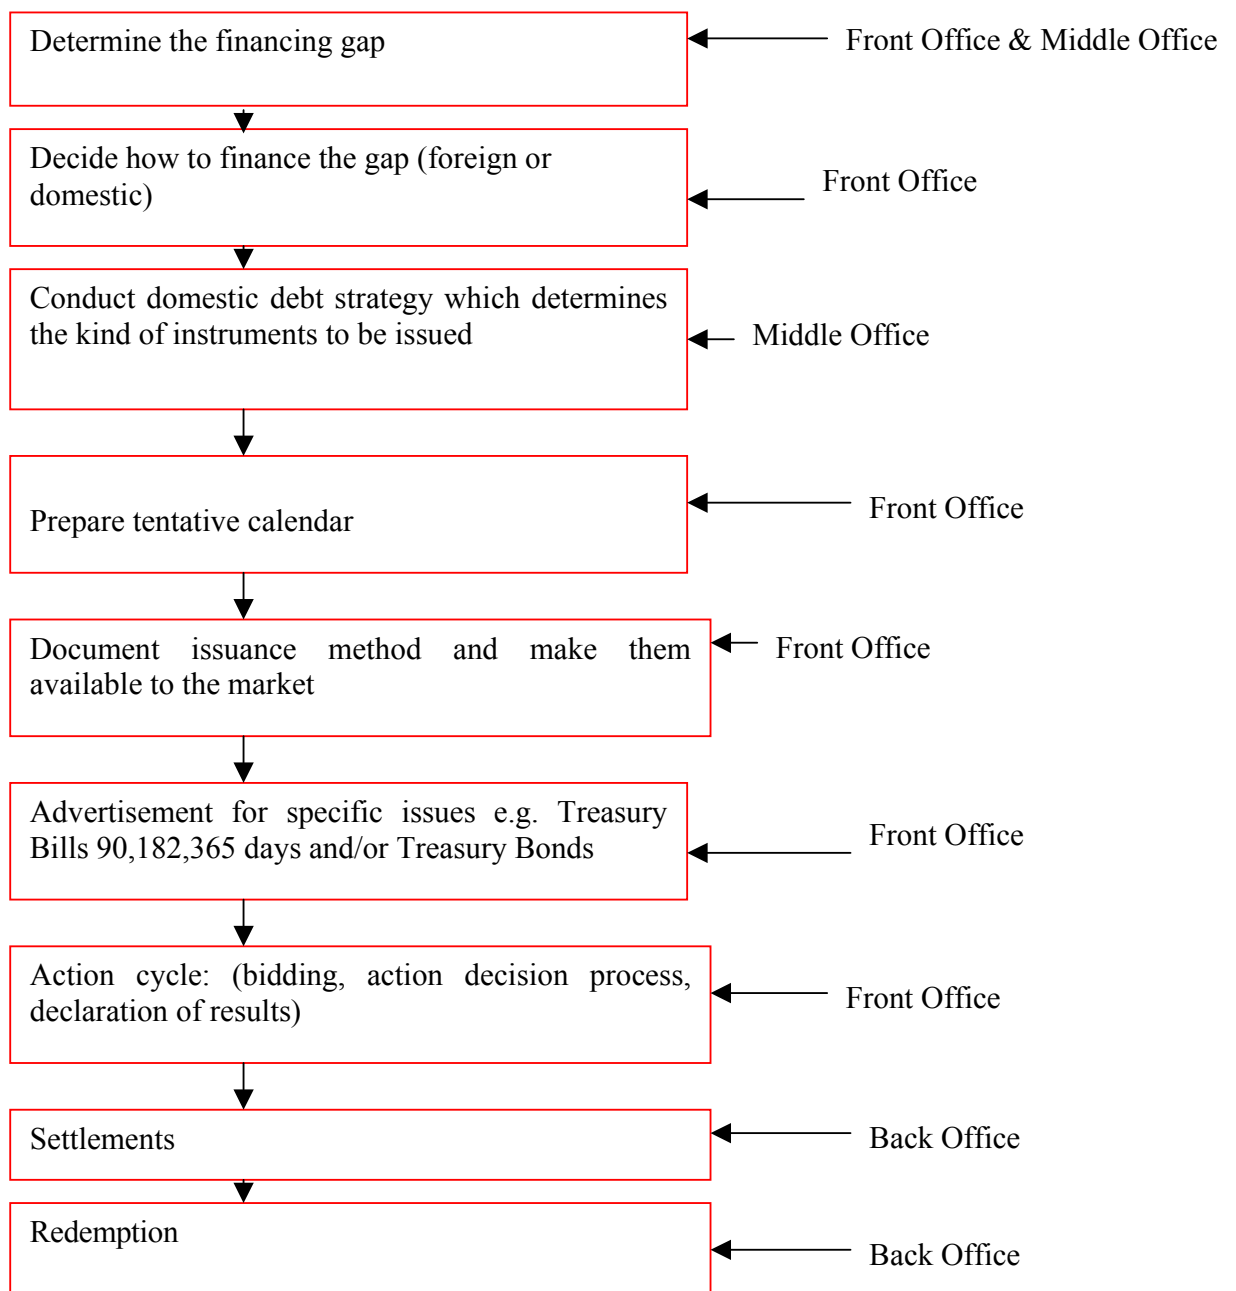 Determine the financing gap
Front Office & Middle Office
Decide how to finance the gap (foreign or
domestic)
Front Office
Conduct domestic debt strategy which determines
the kind of instruments to be issued
Middle Office
Prepare tentative calendar
Front Office
Document issuance method and make them
available to the market
Front Office
Advertisement for specific issues e.g. Treasury
Bills 90,182,365 days and/or Treasury Bonds
Front Office
Action cycle: (bidding, action decision process,
declaration of results)
Front Office
Settlements
Back Office
Redemption
Back Office